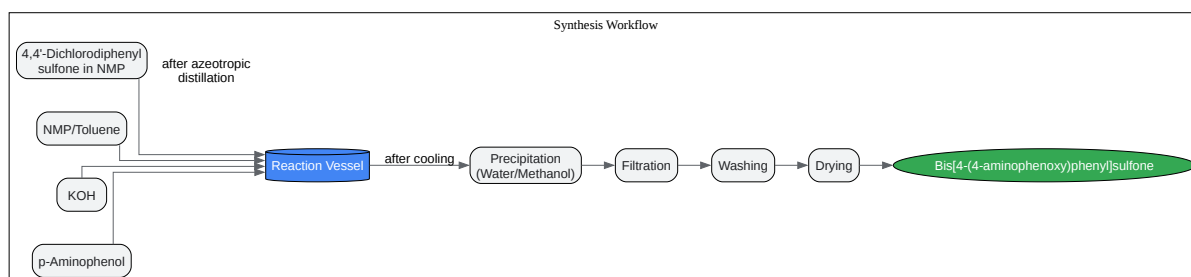 Synthesis Workflow
4,4'-Dichlorodiphenyl
sulfone in NMP
after azeotropic
distillation
NMP/Toluene
KOH
p-Aminophenol
Reaction Vessel
after cooling
Precipitation
(Water/Methanol)
Filtration
Washing
Drying
Bis[4-(4-aminophenoxy)phenyl]sulfone